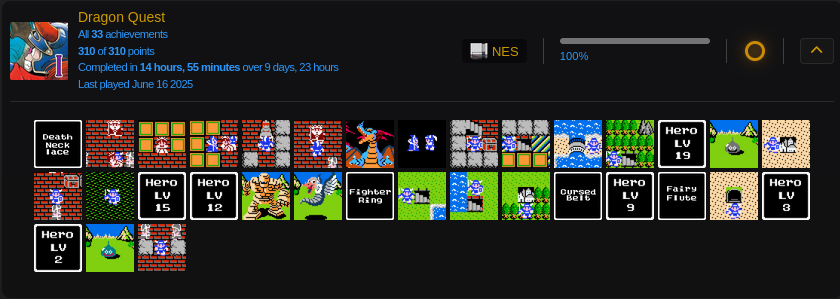 Dragon Quest
All 33 achievements
310 of 310 points
Completed in 14 hours, 55 minutes over 9 days, 23 hours
Last played June 16 2025
NES
100%
I
Death
Neck
lace
Hero
LV
19
Hero
LV
15
Hero
LV
12
Fighter
Ring
Cursed
Belt
Hero
LV
9
Fairy
Flute
Hero
LV
3
Hero
LV
2